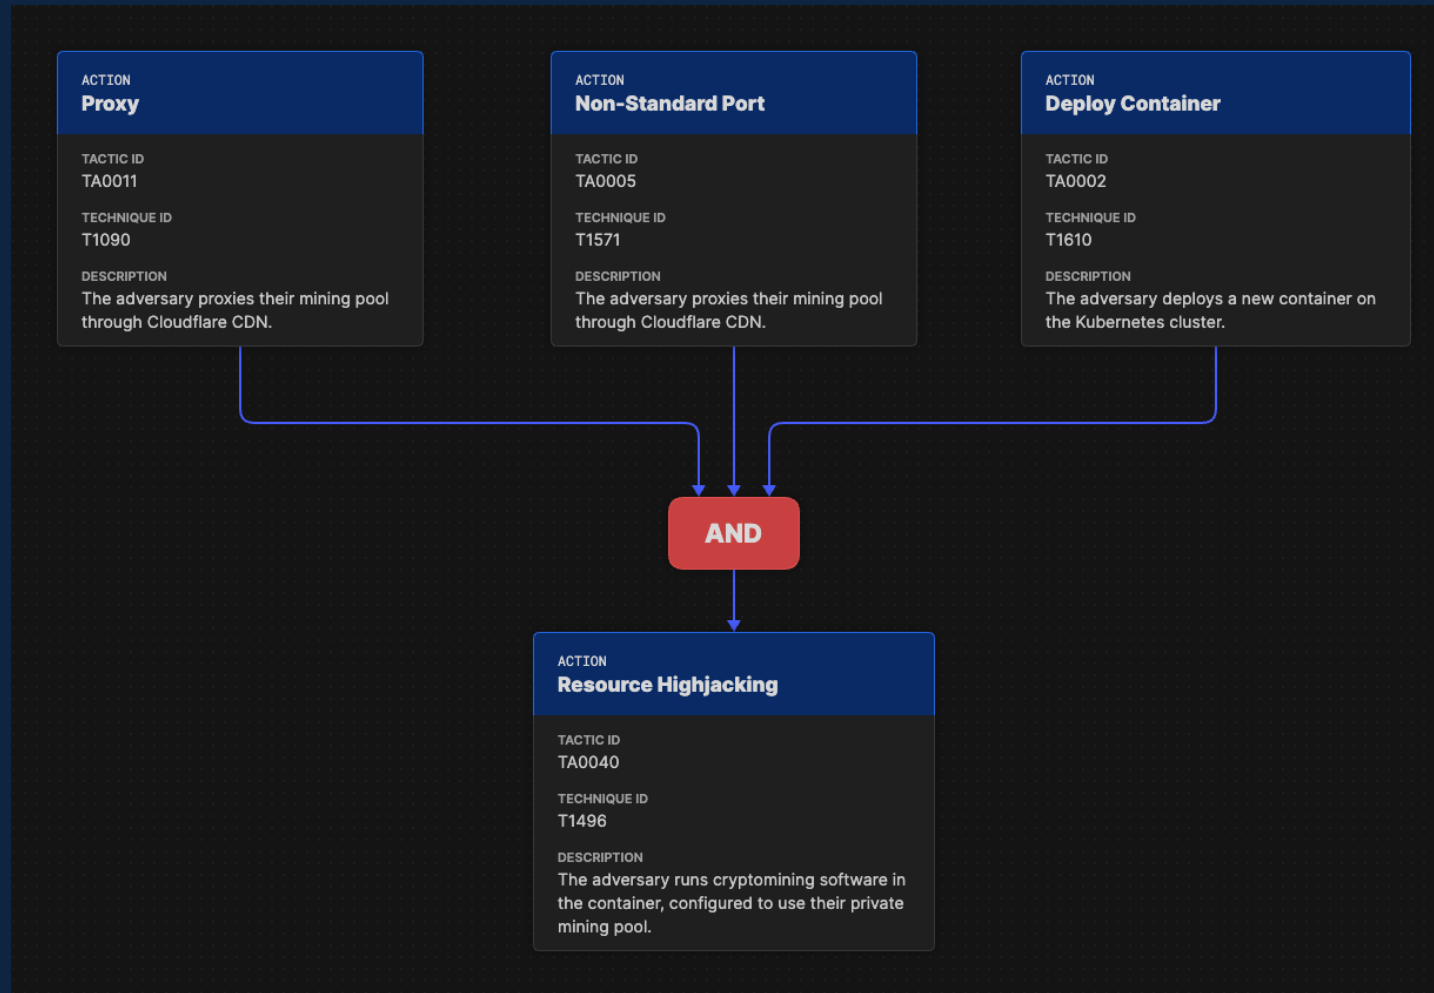 ACTION
Proxy
TACTIC ID
TA0011
TECHNIQUE ID
T1090
DESCRIPTION
The adversary proxies their mining pool
through Cloudflare CDN.
ACTION
Non-Standard Port
TACTIC ID
TA0005
TECHNIQUE ID
T1571
DESCRIPTION
The adversary proxies their mining pool
through Cloudflare CDN.
ACTION
Deploy Container
TACTIC ID
TA0002
TECHNIQUE ID
T1610
DESCRIPTION
The adversary deploys a new container on
the Kubernetes cluster.
AND
ACTION
Resource Highjacking
TACTIC ID
TA0040
TECHNIQUE ID
T1496
DESCRIPTION
The adversary runs cryptomining software in
the container, configured to use their private
mining pool.